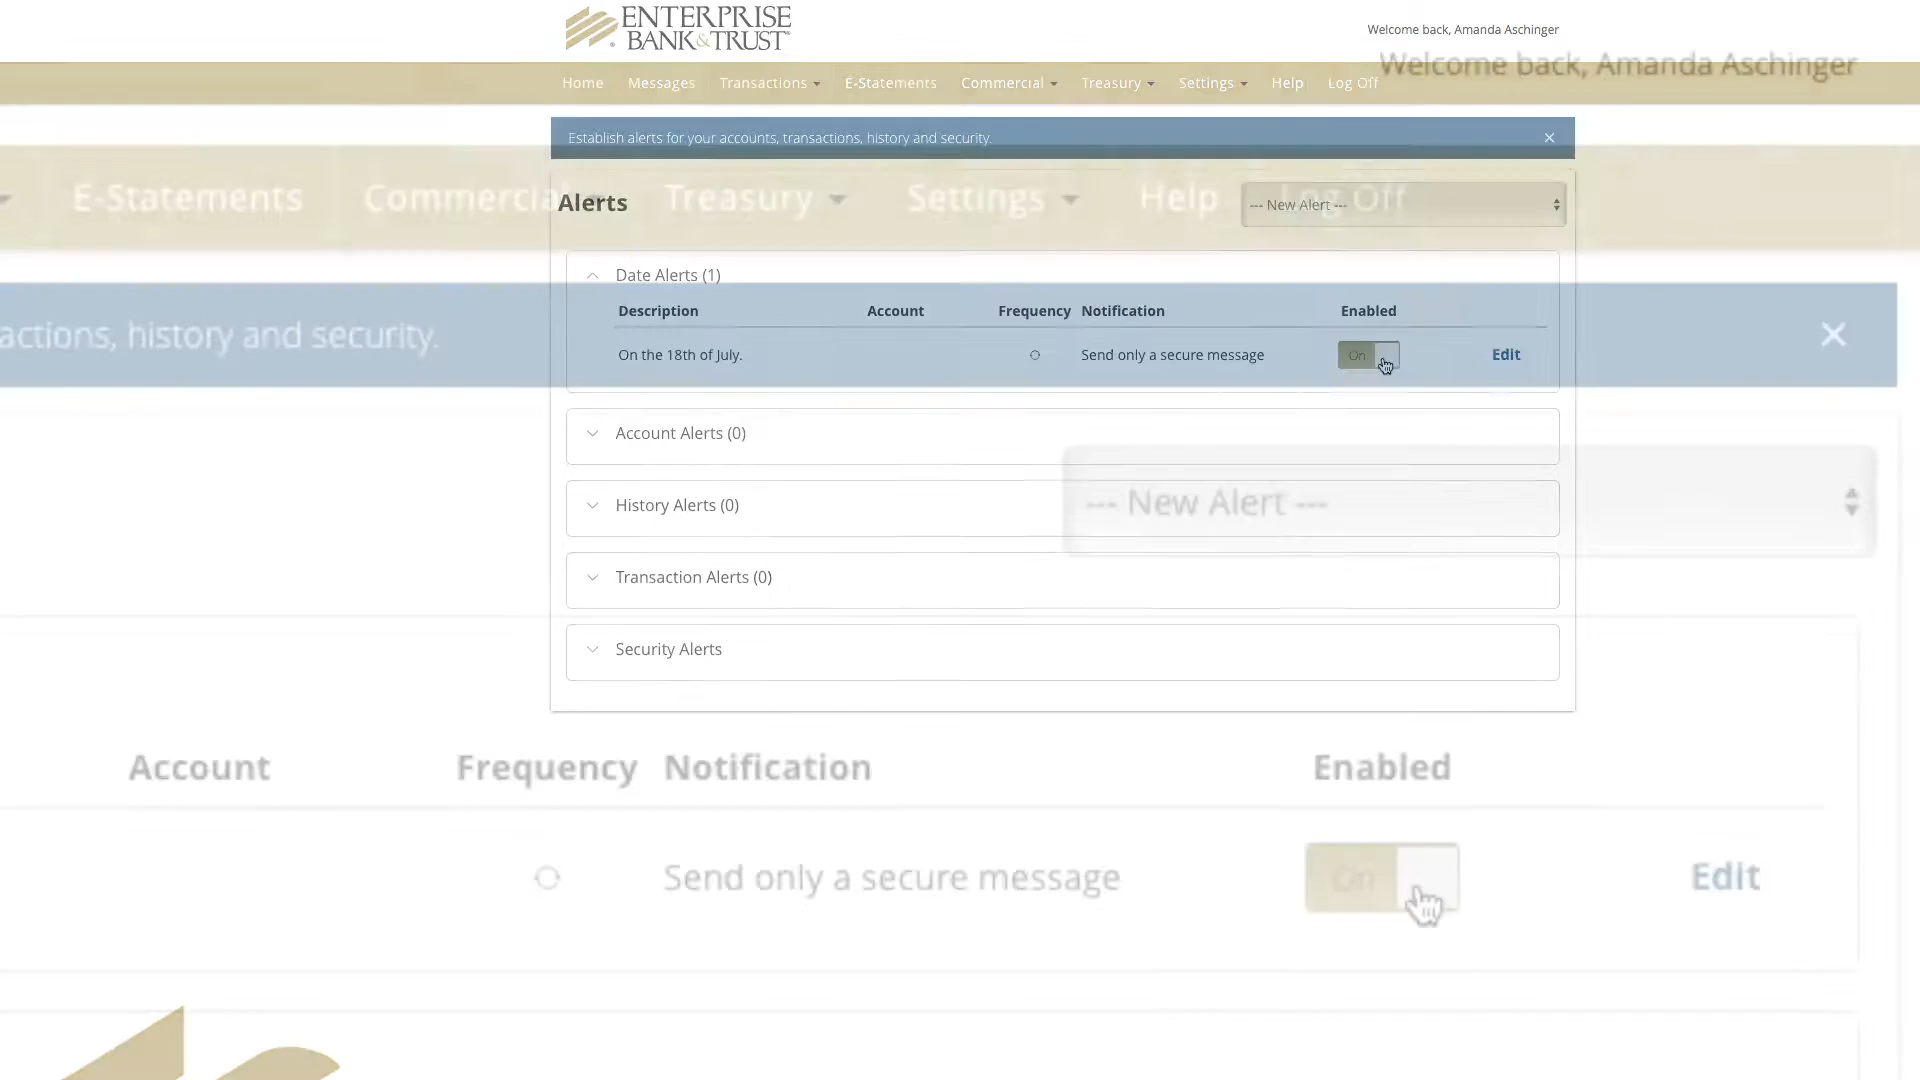 ENTERPRISE
BANK & TRUST
Welcome back, Amanda Aschinger
Welcome back, Amanda Aschinger
Home Messages Transactions E-Statements Commercial Treasury Settings Help Log Off
Establish alerts for your accounts, transactions, history and security.
E-Statements Commercial Treasury Settings Help Log Off
Alerts
--- New Alert ---
Date Alerts (1)
Description Account Frequency Notification Enabled
actions, history and security.
On the 18th of July. Send only a secure message On Edit
Account Alerts (0)
History Alerts (0)
--- New Alert ---
Transaction Alerts (0)
Security Alerts
Account Frequency Notification Enabled
Send only a secure message On Edit